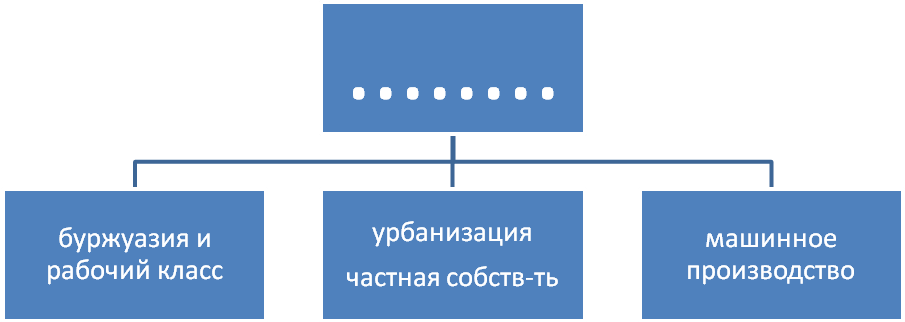 ........
буржуазия и
рабочий класс
урбанизация
частная собств-ть
машинное
производство